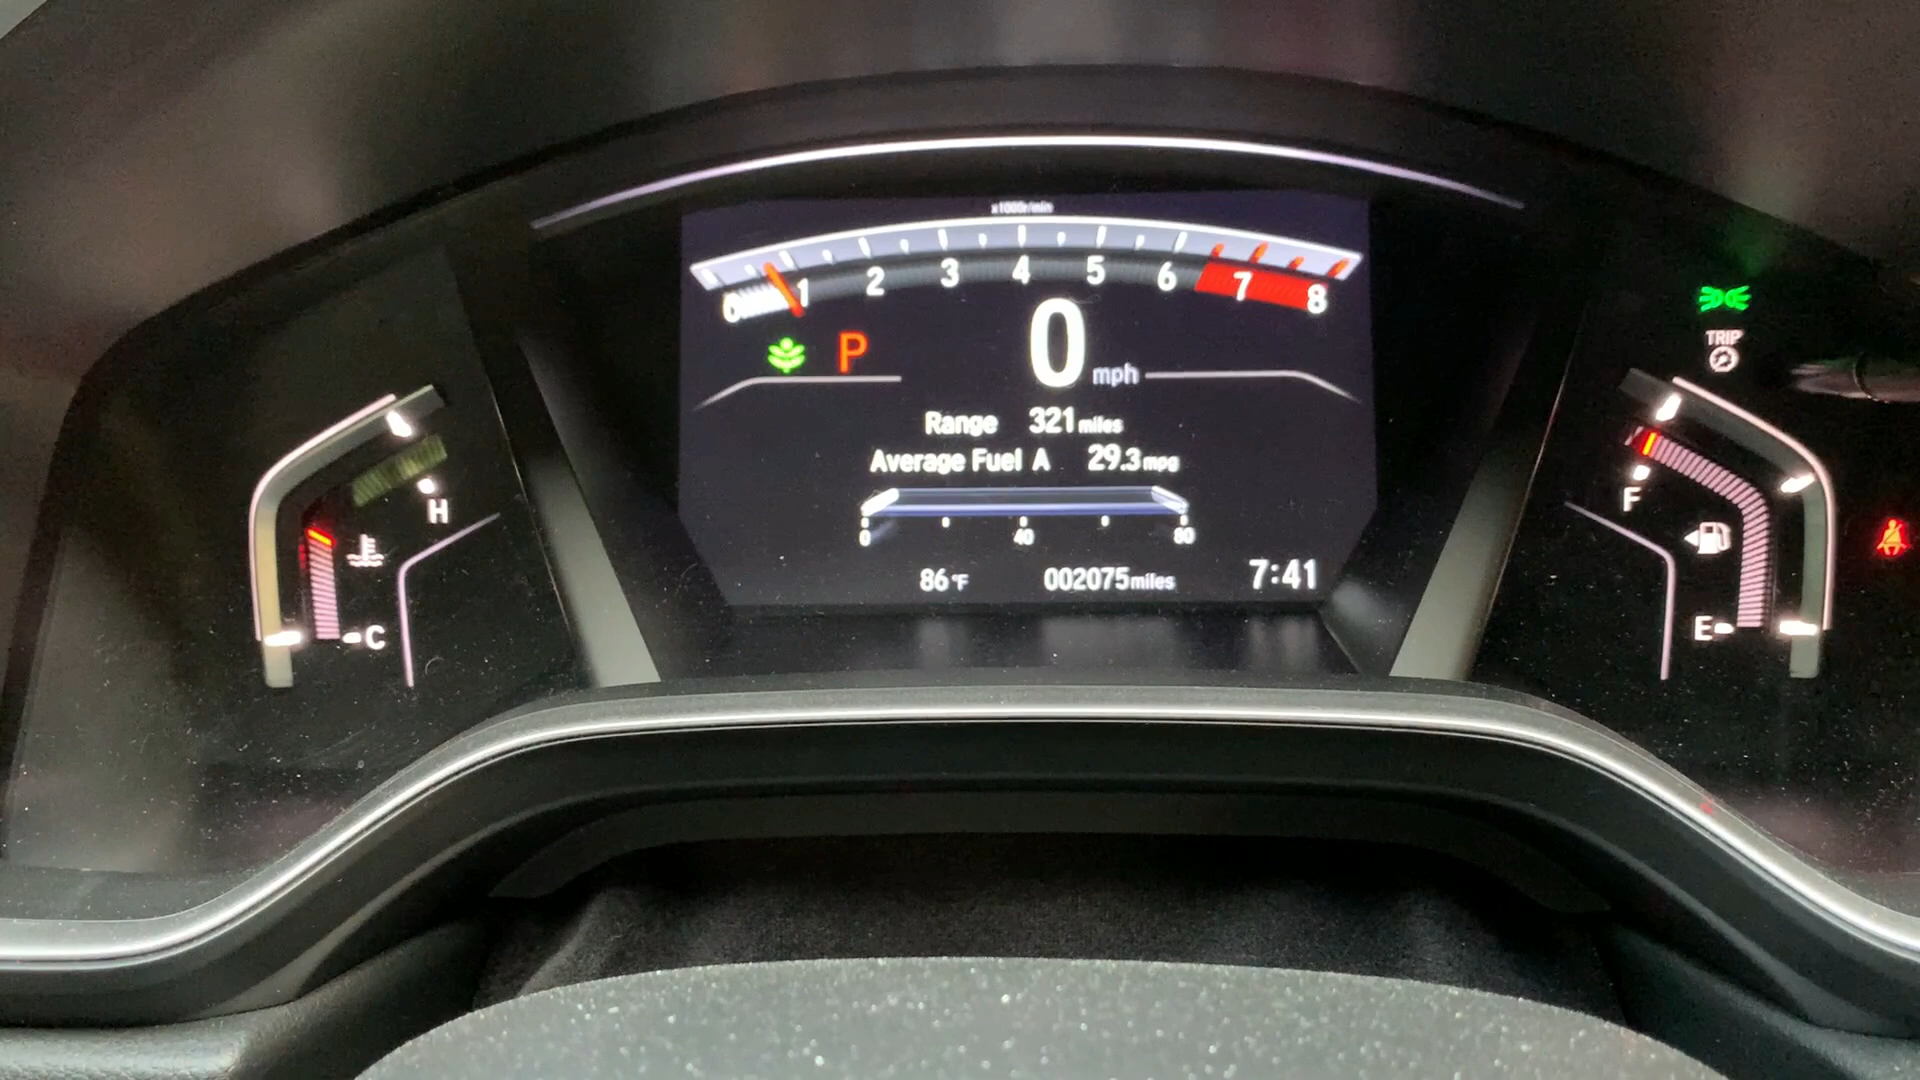 x1000r/min
0 1 2 3 4 5 6 7 8
P
0 mph
Range 321 miles
Average Fuel A 29.3 mpg
0 40 80
86 °F 002075 miles 7:41
H
C
TRIP
F
E